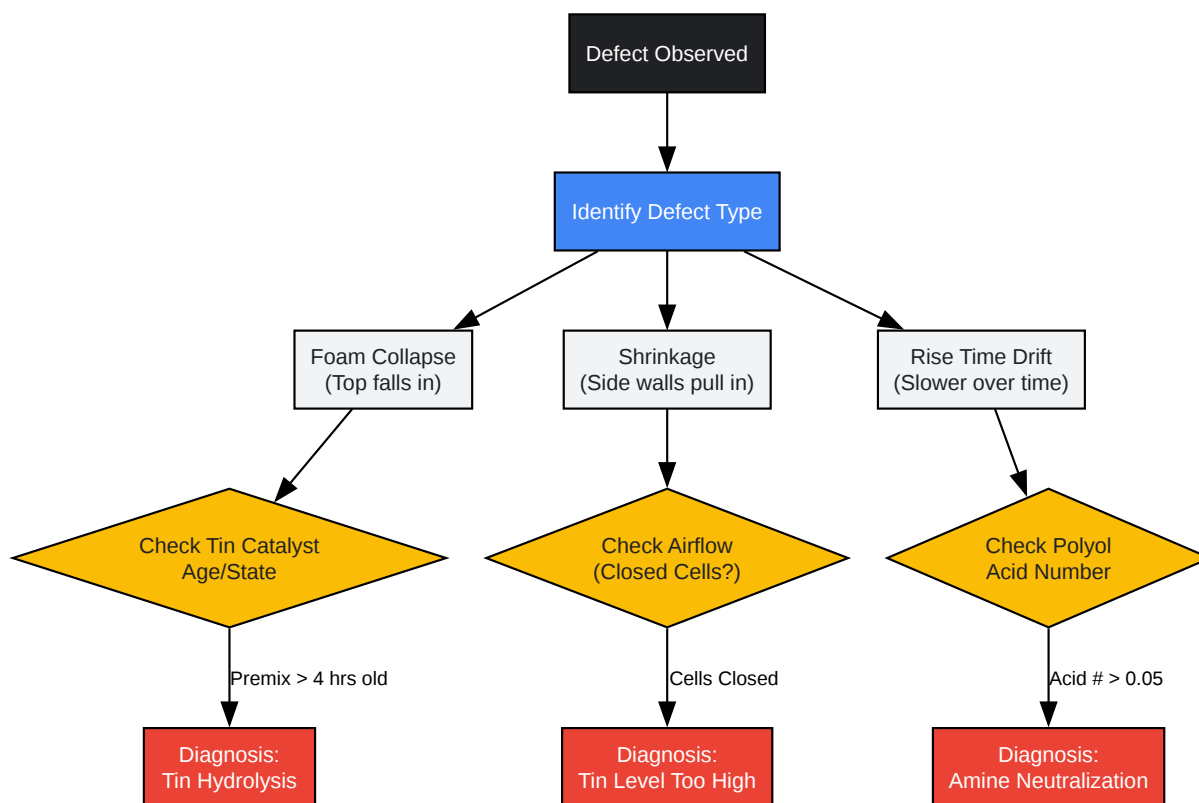 Defect Observed
Identify Defect Type
Foam Collapse
(Top falls in)
Shrinkage
(Side walls pull in)
Rise Time Drift
(Slower over time)
Check Tin Catalyst
Age/State
Check Airflow
(Closed Cells?)
Check Polyol
Acid Number
Premix > 4 hrs old
Cells Closed
Acid # > 0.05
Diagnosis:
Tin Hydrolysis
Diagnosis:
Tin Level Too High
Diagnosis:
Amine Neutralization